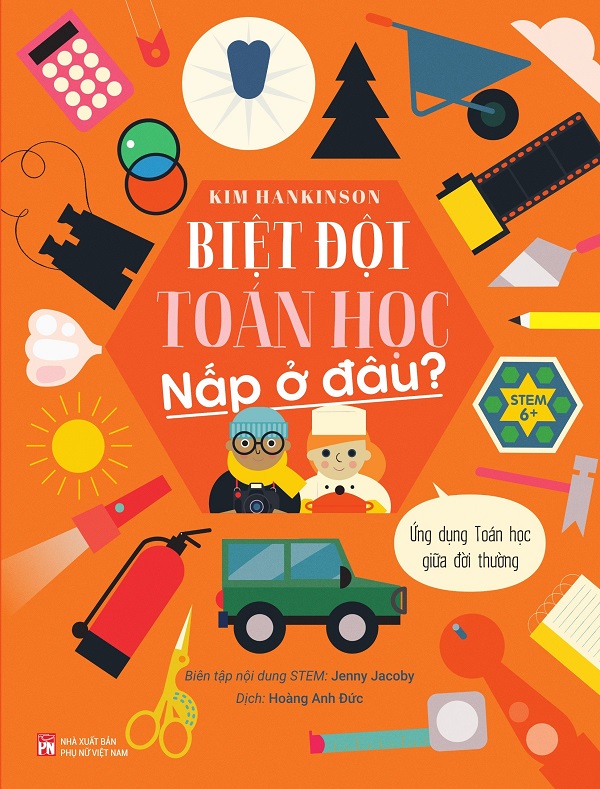 KIM HANKINSON
BIỆT ĐỘI
TOÁN HỌC
Nấp ở đâu?
STEM
6+
Ứng dụng Toán học
giữa đời thường
Biên tập nội dung STEM: Jenny Jacoby
Dịch: Hoàng Anh Đức
PN
NHÀ XUẤT BẢN
PHỤ NỮ VIỆT NAM